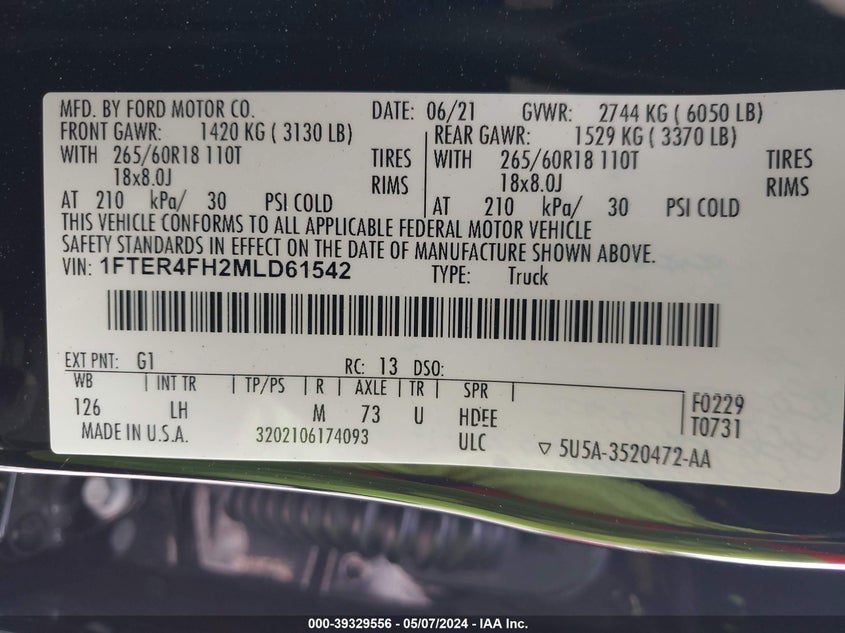 MFD. BY FORD MOTOR CO. DATE: 06/21 GVWR: 2744 KG ( 6050 LB)
FRONT GAWR: 1420 KG ( 3130 LB) REAR GAWR: 1529 KG ( 3370 LB)
WITH 265/60R18 110T TIRES WITH 265/60R18 110T TIRES
18x8.0J RIMS 18x8.0J RIMS
AT 210 kPa/ 30 PSI COLD AT 210 kPa/ 30 PSI COLD
THIS VEHICLE CONFORMS TO ALL APPLICABLE FEDERAL MOTOR VEHICLE
SAFETY STANDARDS IN EFFECT ON THE DATE OF MANUFACTURE SHOWN ABOVE.
VIN: 1FTER4FH2MLD61542 TYPE: Truck
EXT PNT: G1 RC: 13 DSO:
WB | INT TR | TP/PS | R | AXLE | TR | SPR |
126 LH M 73 U HDEE F0229
ULC T0731
MADE IN U.S.A. 3202106174093 ▽ 5U5A-3520472-AA
000-39329556 - 05/07/2024 - IAA Inc.